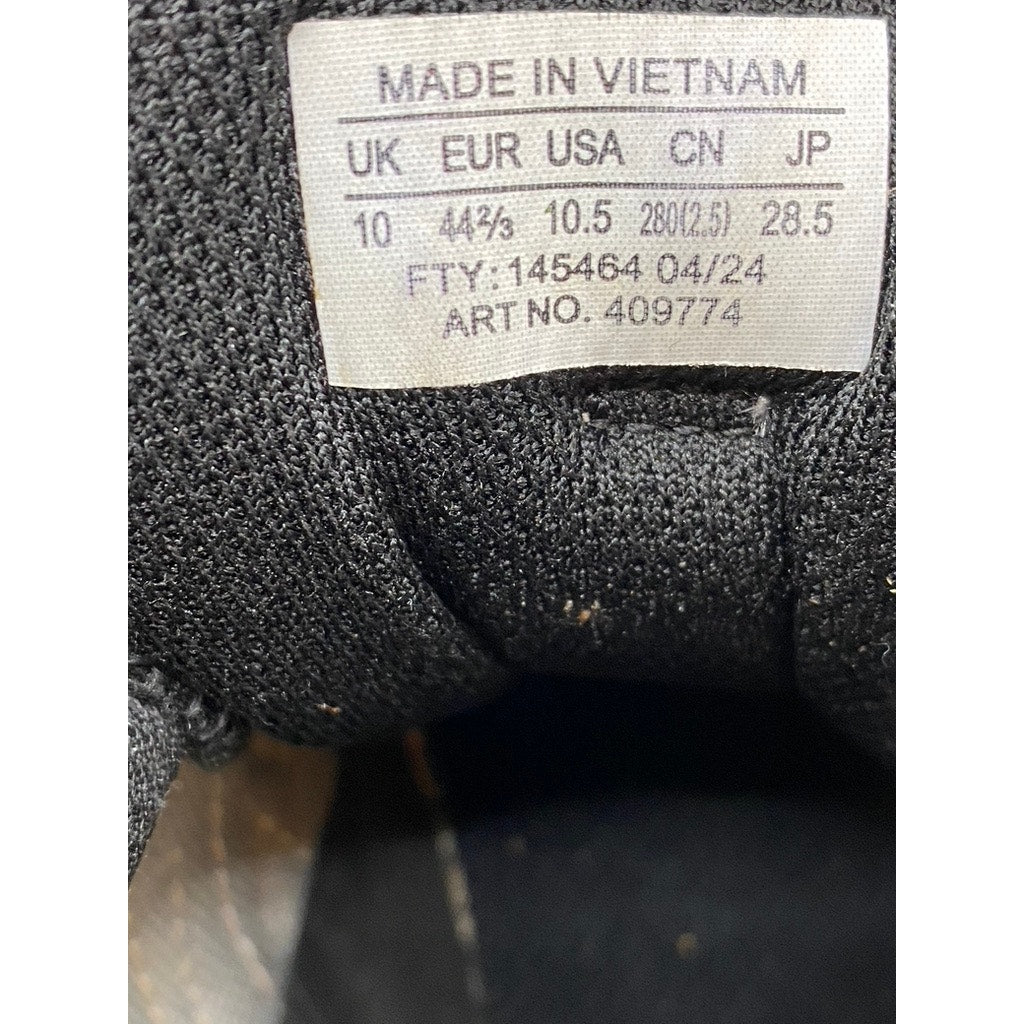 MADE IN VIETNAM
UK EUR USA CN JP
10 44⅔ 10.5 280(2.5) 28.5
FTY: 145464 04/24
ART NO. 409774